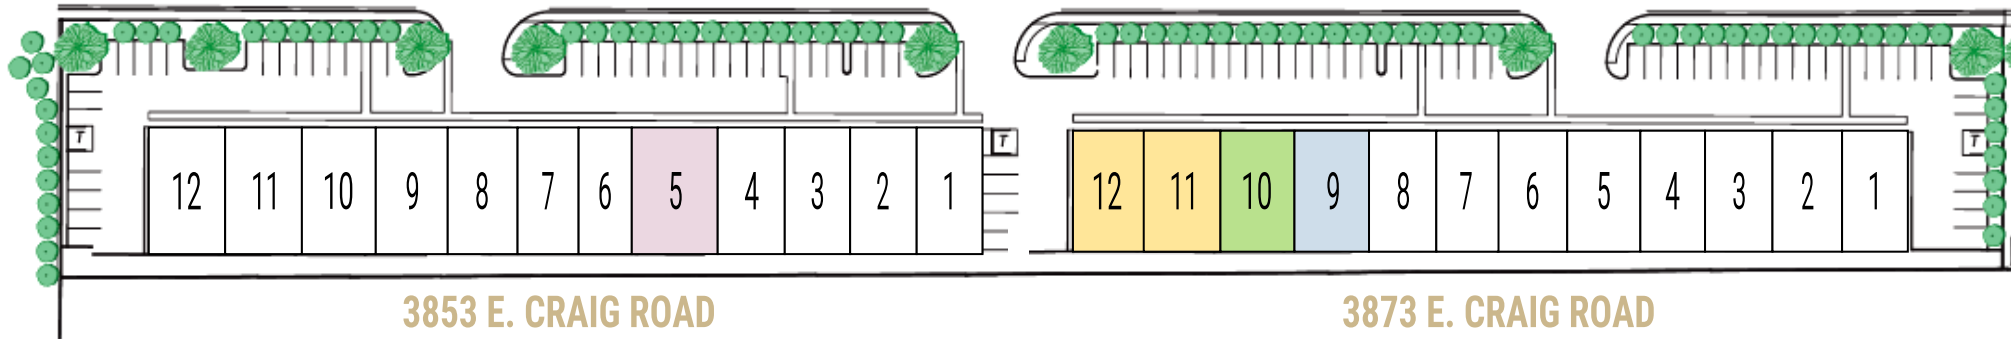 T T T
12 11 10 9 8 7 6 5 4 3 2 1 12 11 10 9 8 7 6 5 4 3 2 1
3853 E. CRAIG ROAD 3873 E. CRAIG ROAD